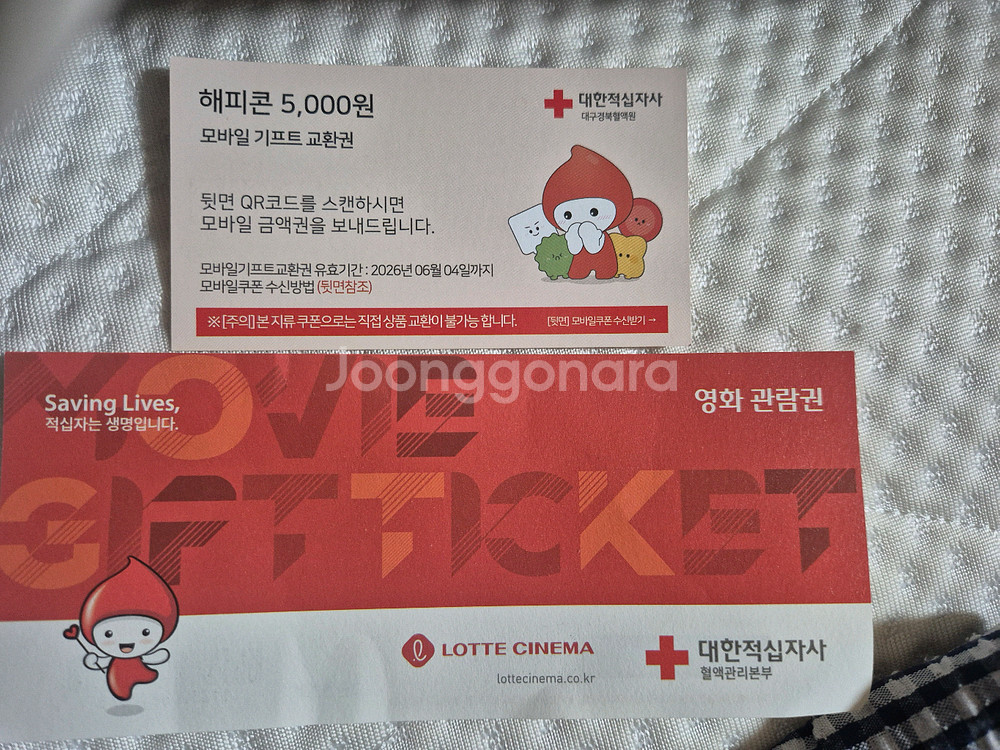 해피콘 5,000원
모바일 기프트 교환권
대한적십자사
대구경북혈액원
뒷면 QR코드를 스캔하시면
모바일 금액권을 보내드립니다.
모바일기프트교환권 유효기간 : 2026년 06월 04일까지
모바일쿠폰 수신방법 (뒷면참조)
※ [주의] 본 지류 쿠폰으로는 직접 상품 교환이 불가능 합니다.
[뒷면] 모바일쿠폰 수신받기 →
Joonggonara
Saving Lives,
적십자는 생명입니다.
영화 관람권
MOVIE
GIFT TICKET
LOTTE CINEMA
lottecinema.co.kr
대한적십자사
혈액관리본부